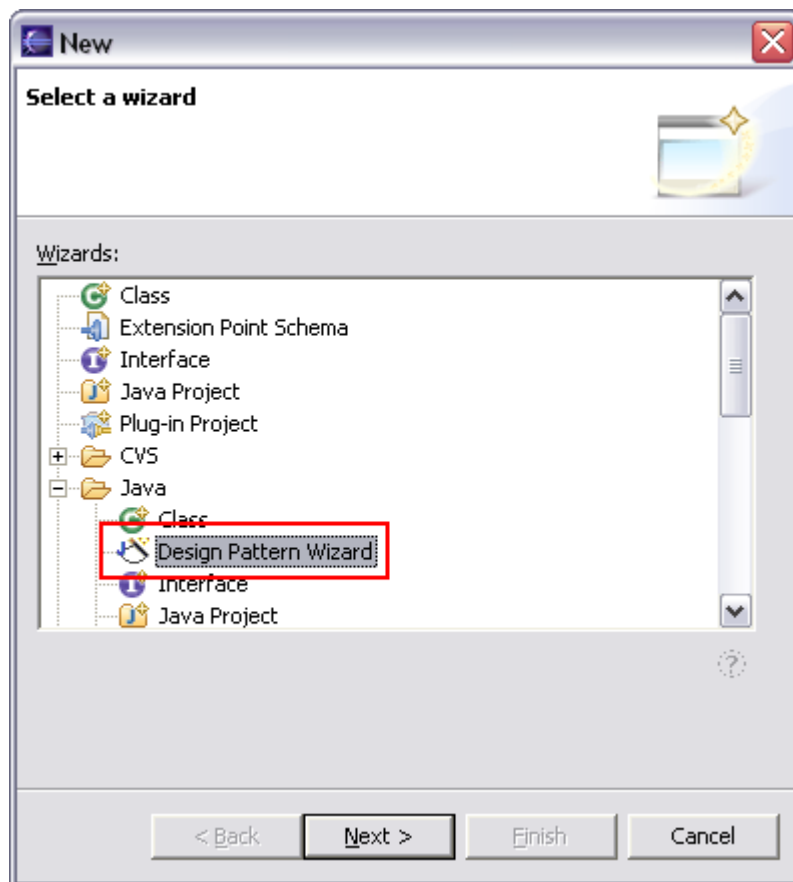 New
Select a wizard
Wizards:
Class
Extension Point Schema
Interface
Java Project
Plug-in Project
CVS
Java
Class
Design Pattern Wizard
Interface
Java Project
?
< Back Next > Finish Cancel